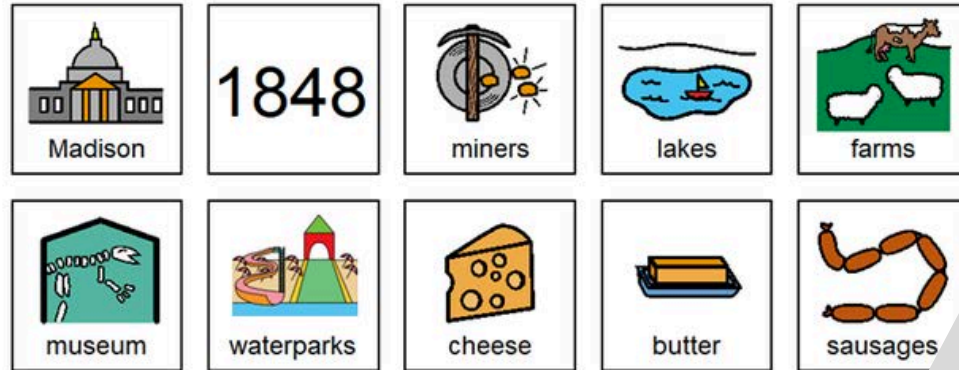 Madison
1848
miners
lakes
farms
museum
waterparks
cheese
butter
sausages